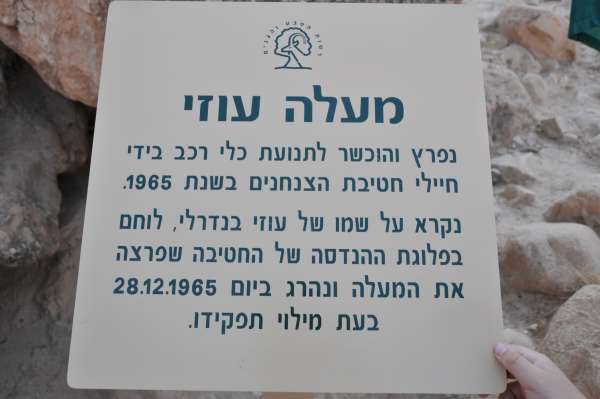 מעלה עוזי
נפרץ והוכשר לתנועת כלי רכב בידי
חיילי חטיבת הצנחנים בשנת 1965.
נקרא על שמו של עוזי בנדרלי, לוחם
בפלוגת ההנדסה של החטיבה שפרצה
את המעלה ונהרג ביום 28.12.1965
בעת מילוי תפקידו.